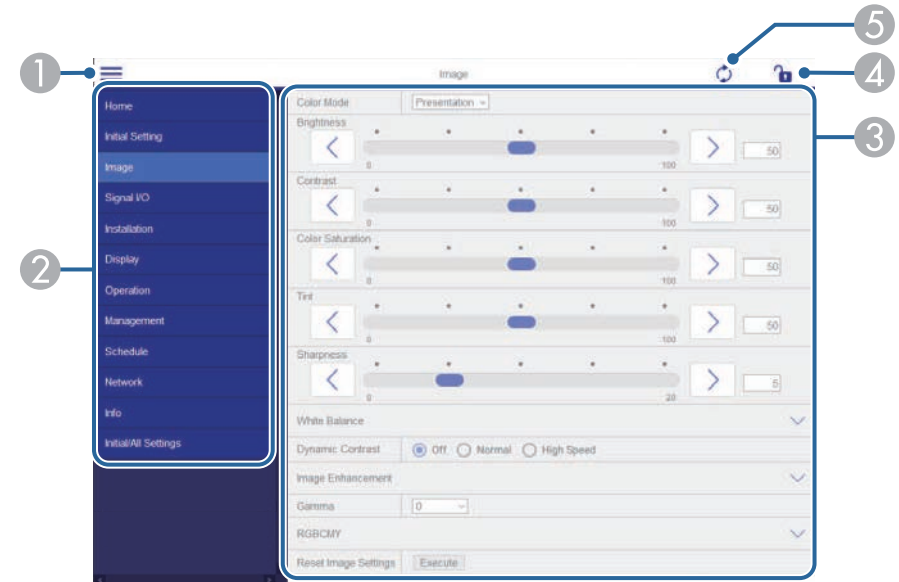 5
1
Image
4
2
Home
Initial Setting
Image
Signal I/O
Installation
Display
Operation
Management
Schedule
Network
Info
Initial/All Settings
3
Color Mode Presentation
Brightness
0 100 50
Contrast
0 100 50
Color Saturation
0 100 50
Tint
0 100 50
Sharpness
0 20 5
White Balance
Dynamic Contrast Off Normal High Speed
Image Enhancement
Gamma 0
RGBCMY
Reset Image Settings Execute